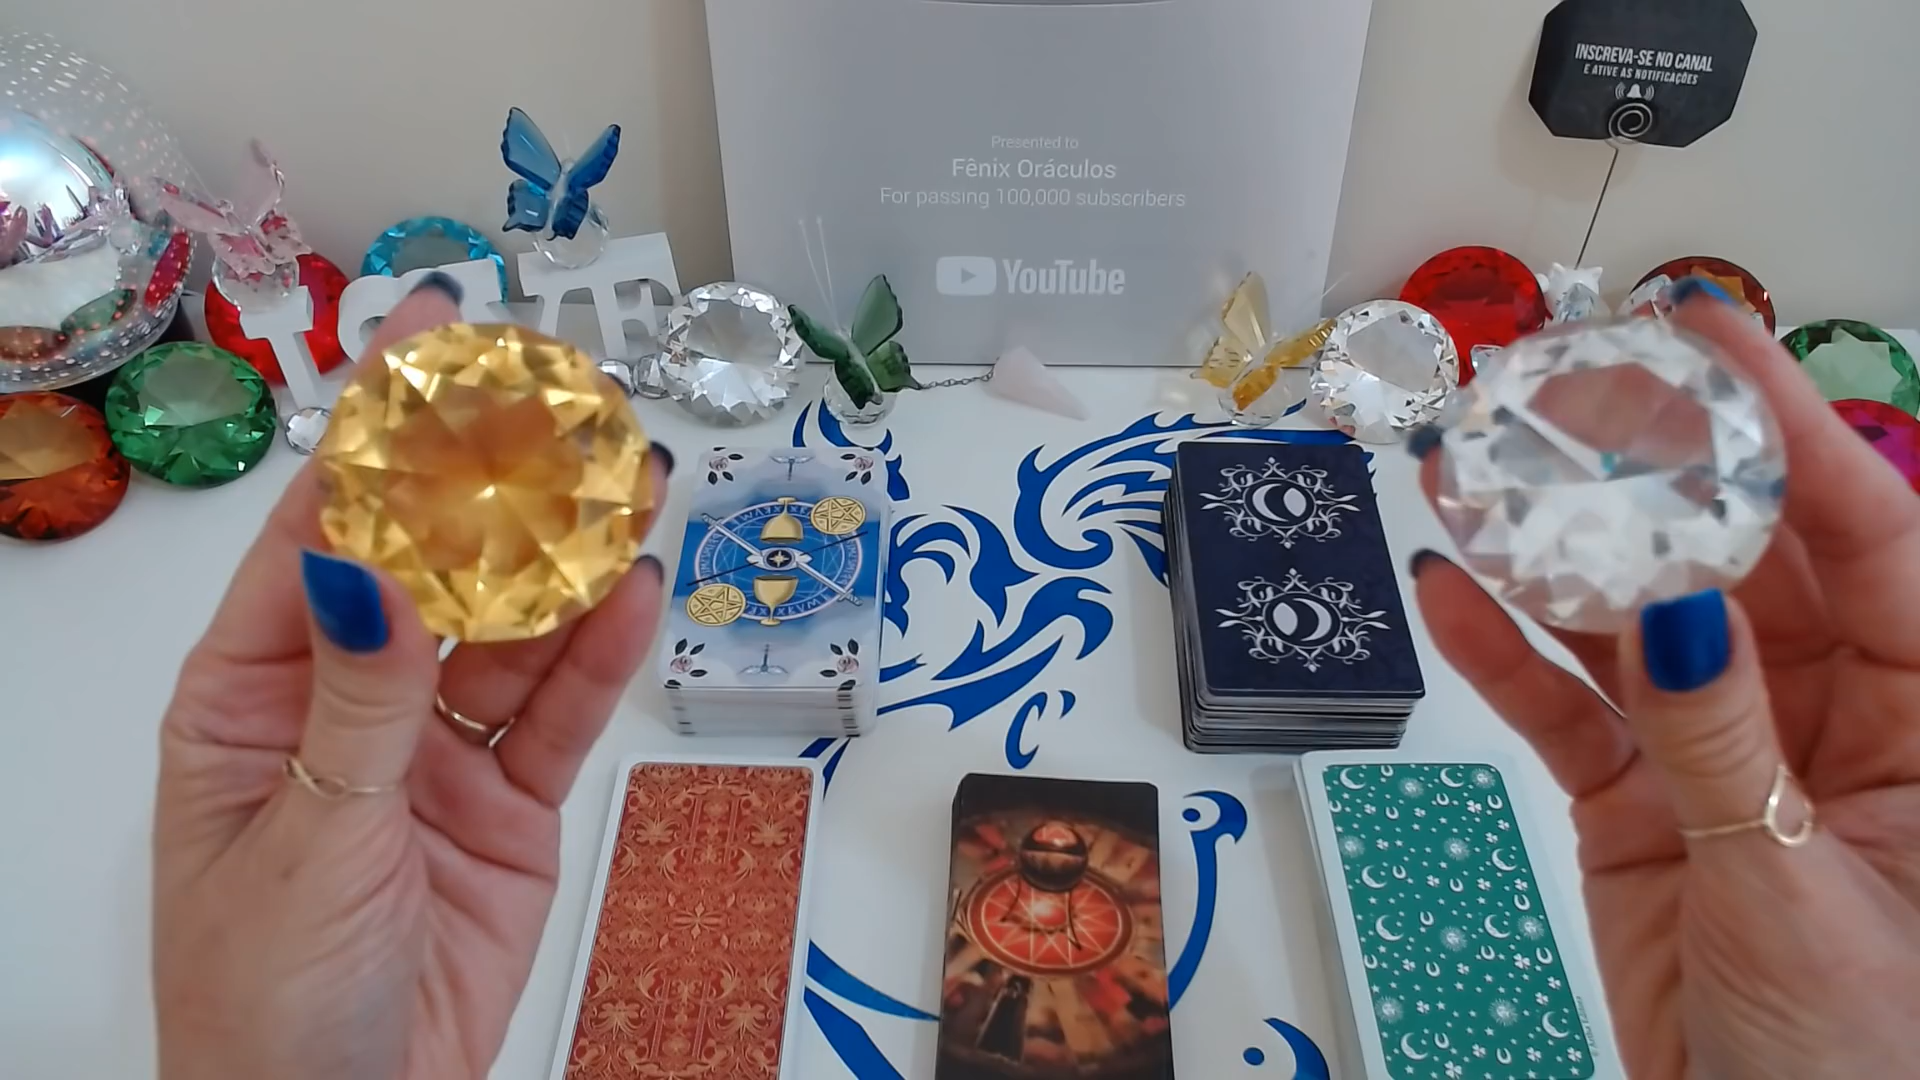 INSCREVA-SE NO CANAL
E ATIVE AS NOTIFICAÇÕES
Presented to
Fênix Oráculos
For passing 100,000 subscribers
YouTube
LOVE